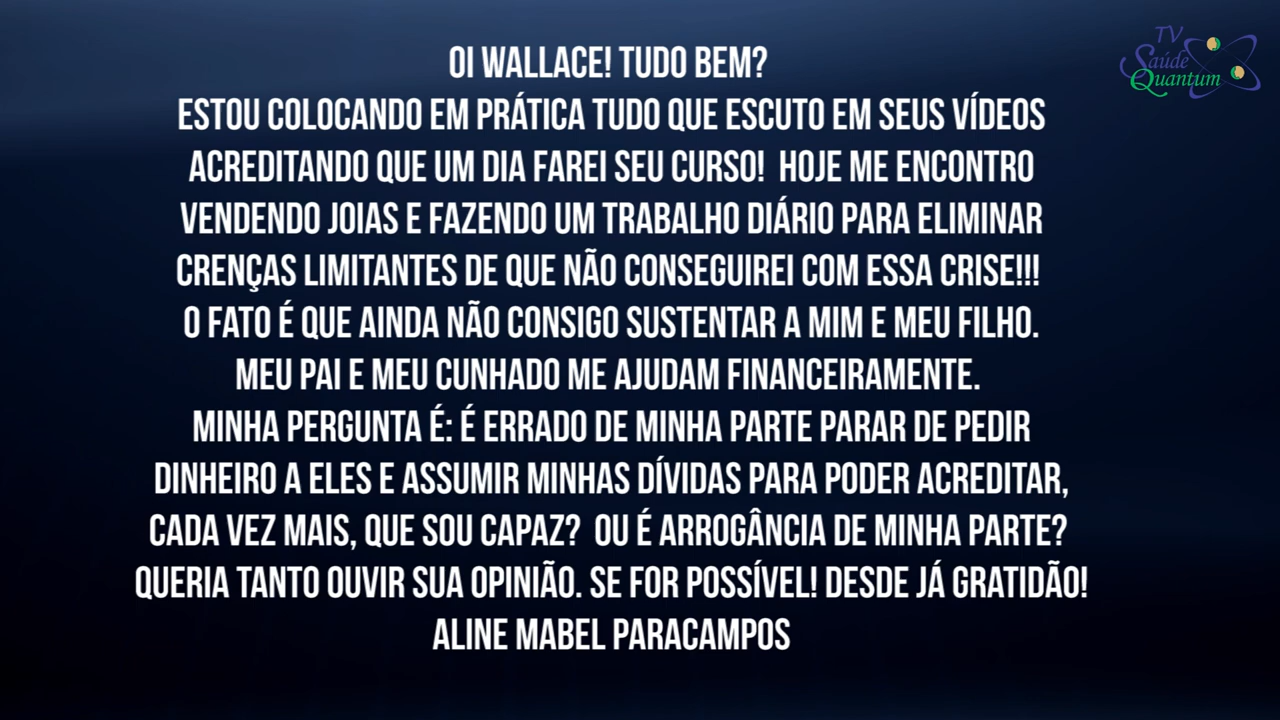 TV
Saúde
Quantum
OI WALLACE! TUDO BEM?
ESTOU COLOCANDO EM PRÁTICA TUDO QUE ESCUTO EM SEUS VÍDEOS
ACREDITANDO QUE UM DIA FAREI SEU CURSO! HOJE ME ENCONTRO
VENDENDO JOIAS E FAZENDO UM TRABALHO DIÁRIO PARA ELIMINAR
CRENÇAS LIMITANTES DE QUE NÃO CONSEGUIREI COM ESSA CRISE!!!
O FATO É QUE AINDA NÃO CONSIGO SUSTENTAR A MIM E MEU FILHO.
MEU PAI E MEU CUNHADO ME AJUDAM FINANCEIRAMENTE.
MINHA PERGUNTA É: É ERRADO DE MINHA PARTE PARAR DE PEDIR
DINHEIRO A ELES E ASSUMIR MINHAS DÍVIDAS PARA PODER ACREDITAR,
CADA VEZ MAIS, QUE SOU CAPAZ? OU É ARROGÂNCIA DE MINHA PARTE?
QUERIA TANTO OUVIR SUA OPINIÃO. SE FOR POSSÍVEL! DESDE JÁ GRATIDÃO!
ALINE MABEL PARACAMPOS